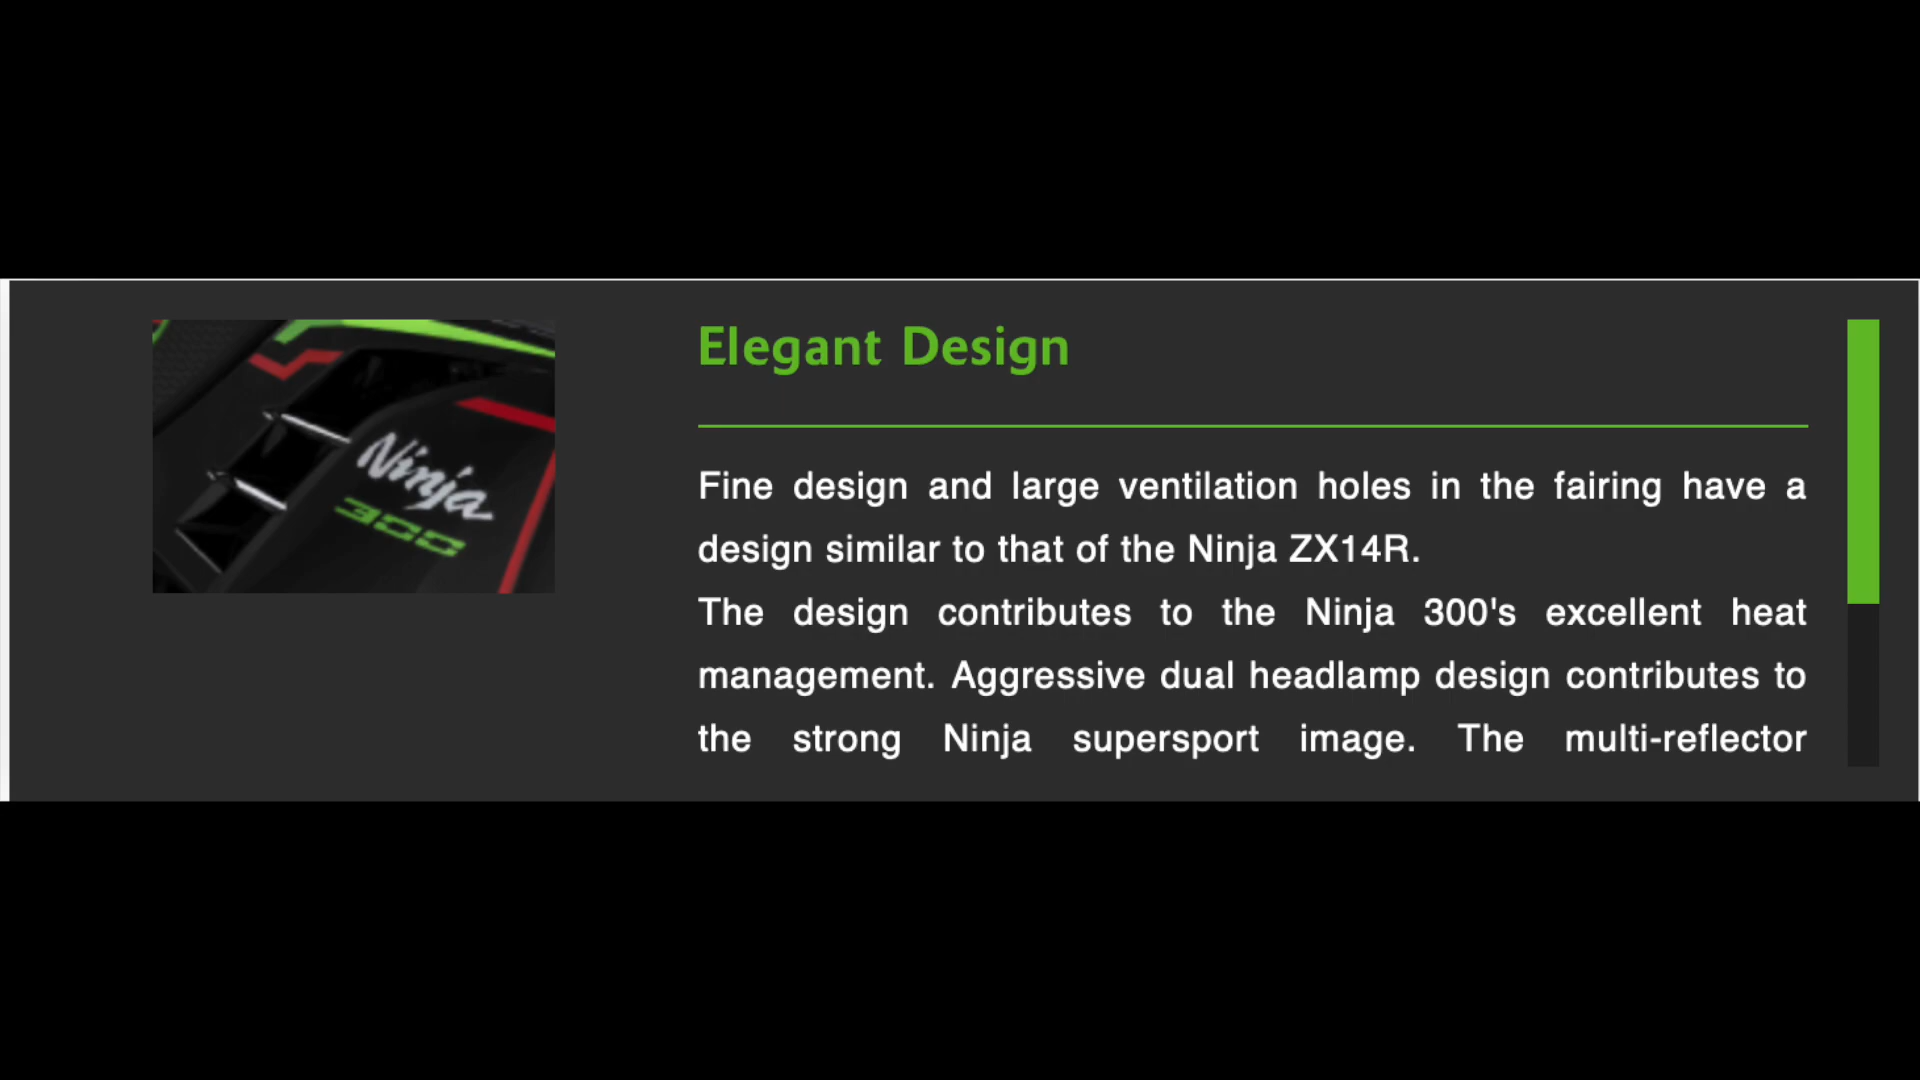 Elegant Design
Ninja
300
Fine design and large ventilation holes in the fairing have a
design similar to that of the Ninja ZX14R.
The design contributes to the Ninja 300's excellent heat
management. Aggressive dual headlamp design contributes to
the strong Ninja supersport image. The multi-reflector